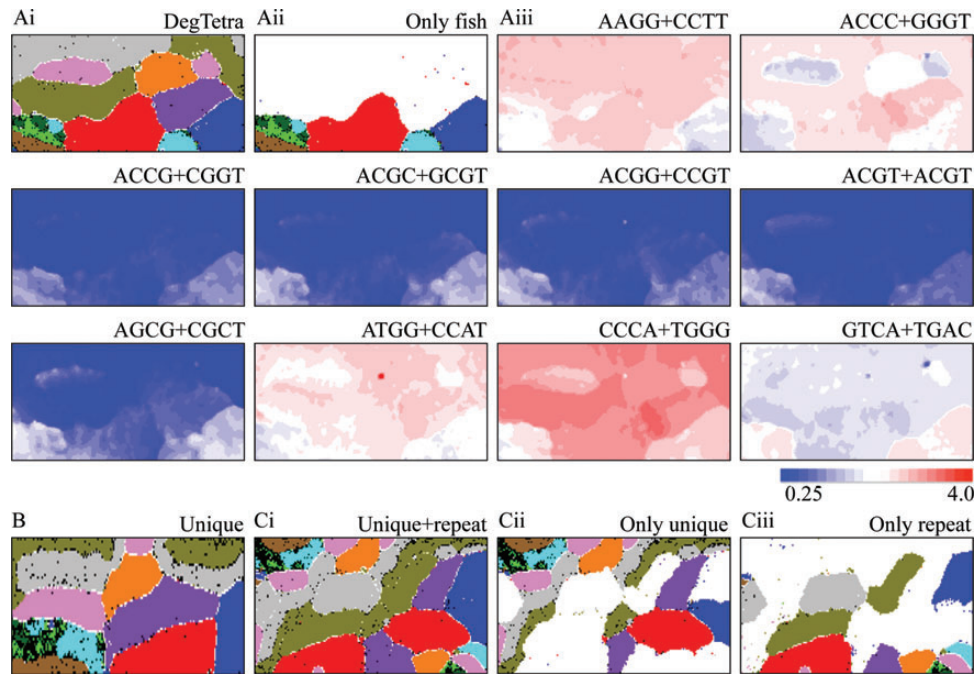 Ai DegTetra
Aii Only fish
Aiii AAGG+CCTT
ACCC+GGGT
ACCG+CGGT
ACGC+GCGT
ACGG+CCGT
ACGT+ACGT
AGCG+CGCT
ATGG+CCAT
CCCA+TGGG
GTCA+TGAC
0.25 4.0
B Unique
Ci Unique+repeat
Cii Only unique
Ciii Only repeat